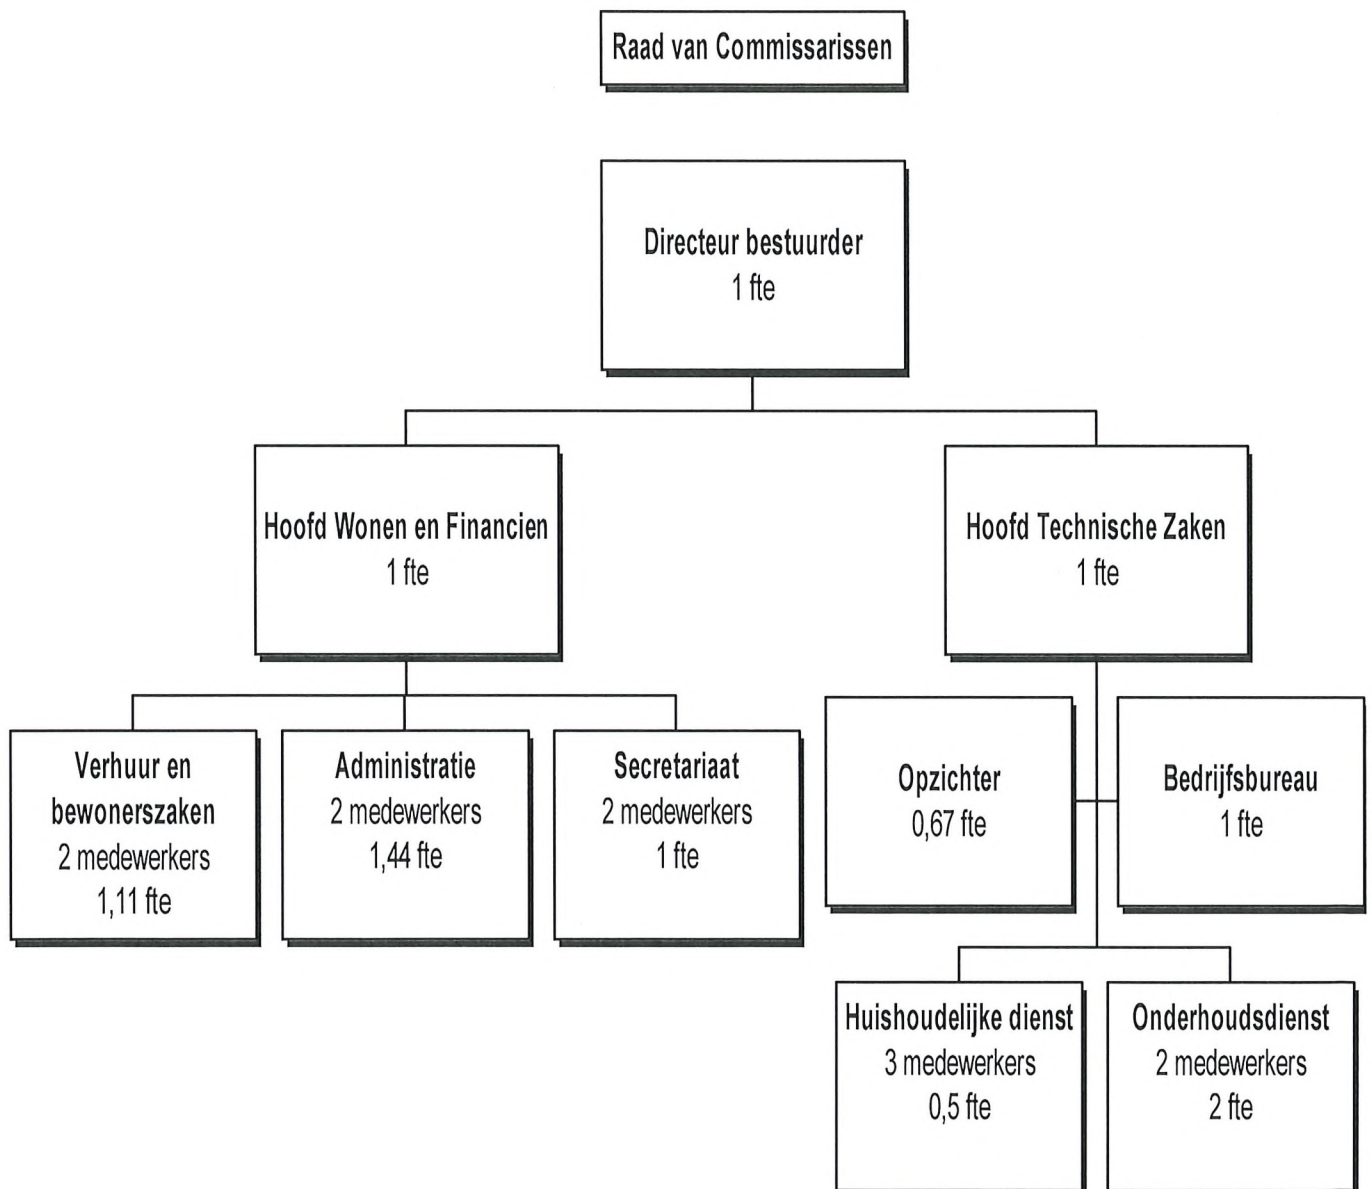 Raad van Commissarissen
Directeur bestuurder
1 fte
Hoofd Wonen en Financien
1 fte
Hoofd Technische Zaken
1 fte
Verhuur en
bewonerszaken
2 medewerkers
1,11 fte
Administratie
2 medewerkers
1,44 fte
Secretariaat
2 medewerkers
1 fte
Opzichter
0,67 fte
Bedrijfsbureau
1 fte
Huishoudelijke dienst
3 medewerkers
0,5 fte
Onderhoudsdienst
2 medewerkers
2 fte